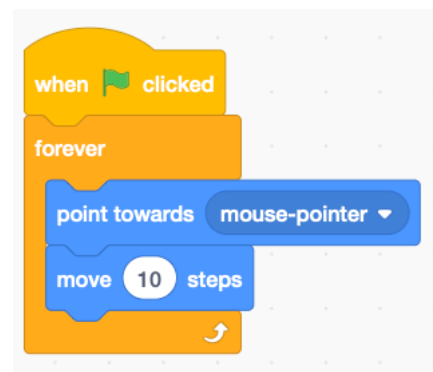 when clicked
forever
point towards mouse-pointer
move 10 steps